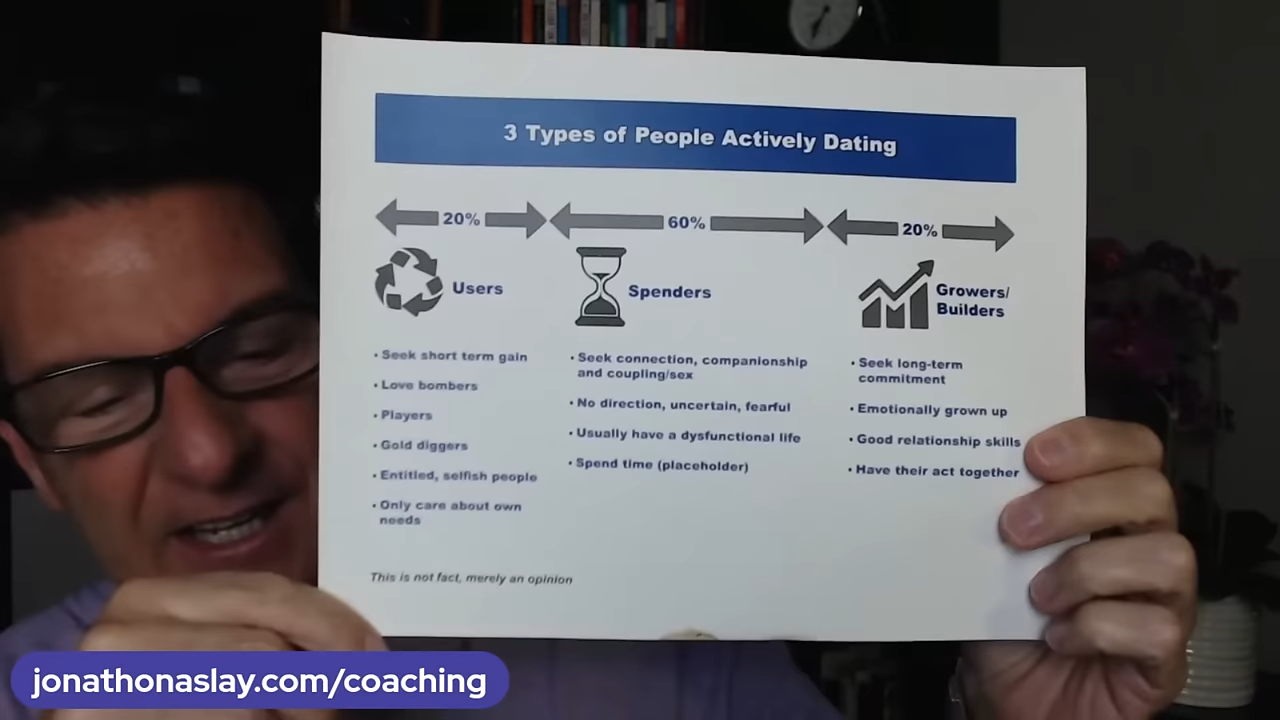 3 Types of People Actively Dating
20%
60%
20%
Users
Spenders
Growers/
Builders
• Seek short term gain
• Love bombers
• Players
• Gold diggers
• Entitled, selfish people
• Only care about own
needs
• Seek connection, companionship
and coupling/sex
• No direction, uncertain, fearful
• Usually have a dysfunctional life
• Spend time (placeholder)
• Seek long-term
commitment
• Emotionally grown up
• Good relationship skills
• Have their act together
This is not fact, merely an opinion
jonathonaslay.com/coaching